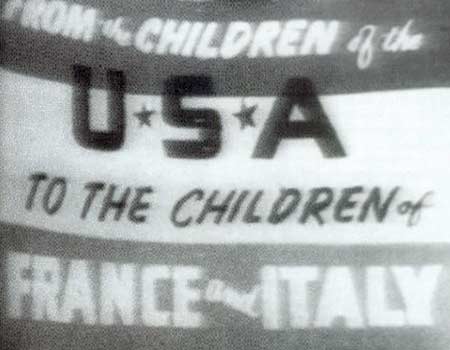 FROM the CHILDREN of the
U★S★A
TO THE CHILDREN of
FRANCE and ITALY